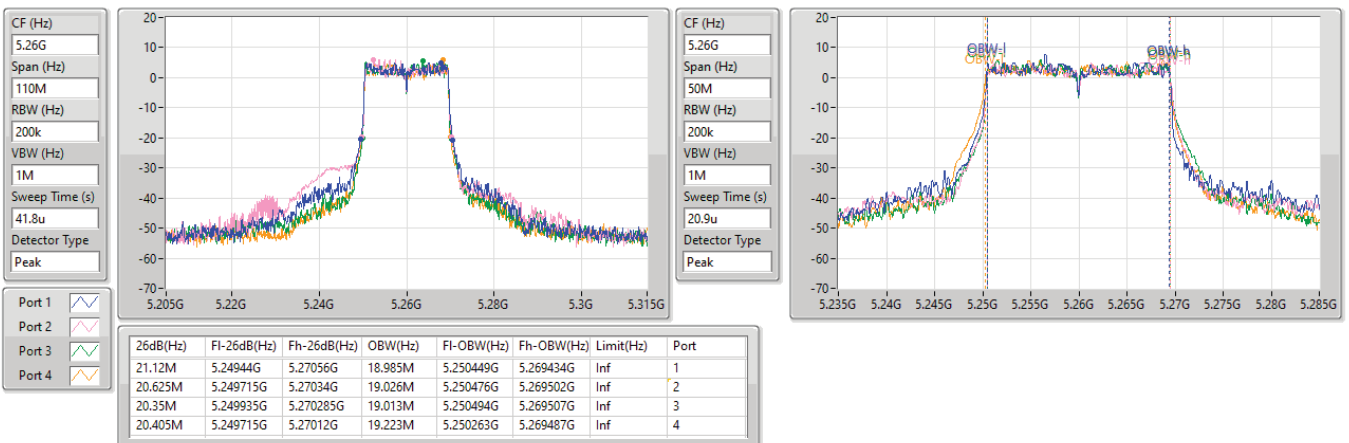 CF (Hz)
5.26G
Span (Hz)
110M
RBW (Hz)
200k
VBW (Hz)
1M
Sweep Time (s)
41.8u
Detector Type
Peak
20
10
0
-10
-20
-30
-40
-50
-60
-70
5.205G 5.22G 5.24G 5.26G 5.28G 5.3G 5.315G
CF (Hz)
5.26G
Span (Hz)
50M
RBW (Hz)
200k
VBW (Hz)
1M
Sweep Time (s)
20.9u
Detector Type
Peak
20
10
0
-10
-20
-30
-40
-50
-60
-70
OBW-l OBW-h
5.235G 5.24G 5.245G 5.25G 5.255G 5.26G 5.265G 5.27G 5.275G 5.28G 5.285G
Port 1
Port 2
Port 3
Port 4
26dB(Hz) Fl-26dB(Hz) Fh-26dB(Hz) OBW(Hz) Fl-OBW(Hz) Fh-OBW(Hz) Limit(Hz) Port
21.12M 5.24944G 5.27056G 18.985M 5.250449G 5.269434G Inf 1
20.625M 5.249715G 5.27034G 19.026M 5.250476G 5.269502G Inf 2
20.35M 5.249935G 5.270285G 19.013M 5.250494G 5.269507G Inf 3
20.405M 5.249715G 5.27012G 19.223M 5.250263G 5.269487G Inf 4